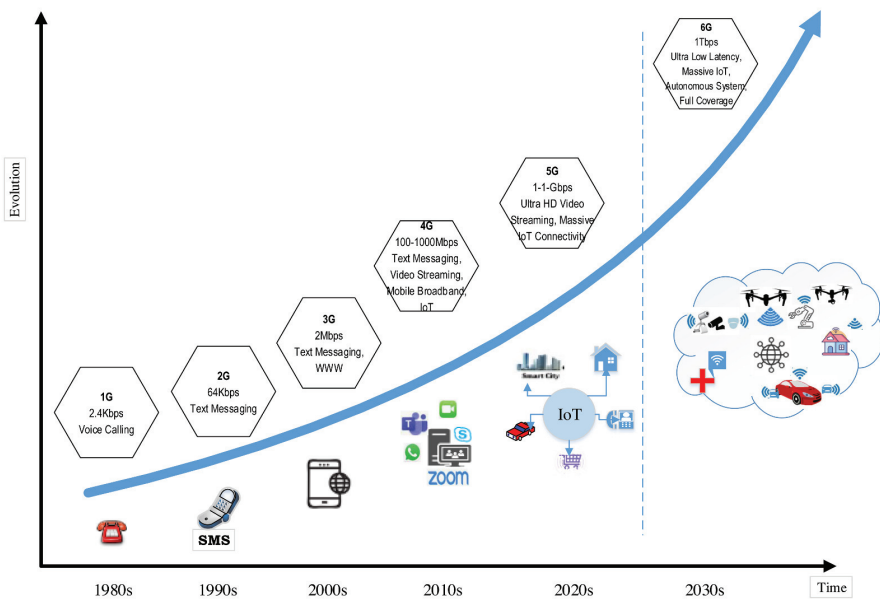 6G
1Tbps
Ultra Low Latency,
Massive IoT,
Autonomous System,
Full Coverage
5G
1-1-Gbps
Ultra HD Video
Streaming, Massive
IoT Connectivity
4G
100-1000Mbps
Text Messaging,
Video Streaming,
Mobile Broadband,
IoT
3G
2Mbps
Text Messaging,
WWW
2G
64Kbps
Text Messaging
1G
2.4Kbps
Voice Calling
Evolution
Smart City
IoT
T
S
zoom
SMS
1980s
1990s
2000s
2010s
2020s
2030s
Time